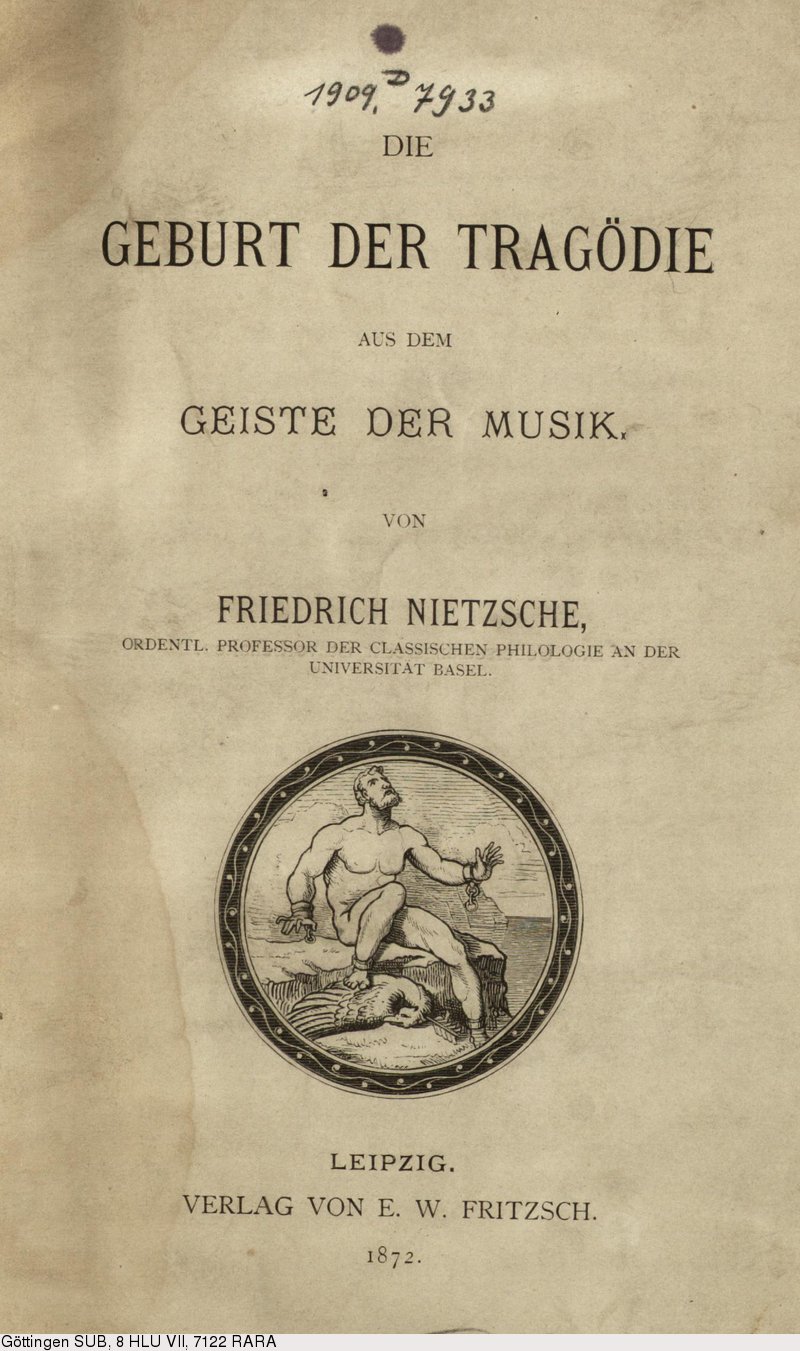 1909, D 7933
DIE
GEBURT DER TRAGÖDIE
AUS DEM
GEISTE DER MUSIK.
VON
FRIEDRICH NIETZSCHE,
ORDENTL. PROFESSOR DER CLASSISCHEN PHILOLOGIE AN DER
UNIVERSITÄT BASEL.
LEIPZIG.
VERLAG VON E. W. FRITZSCH.
1872.
Göttingen SUB, 8 HLU VII, 7122 RARA